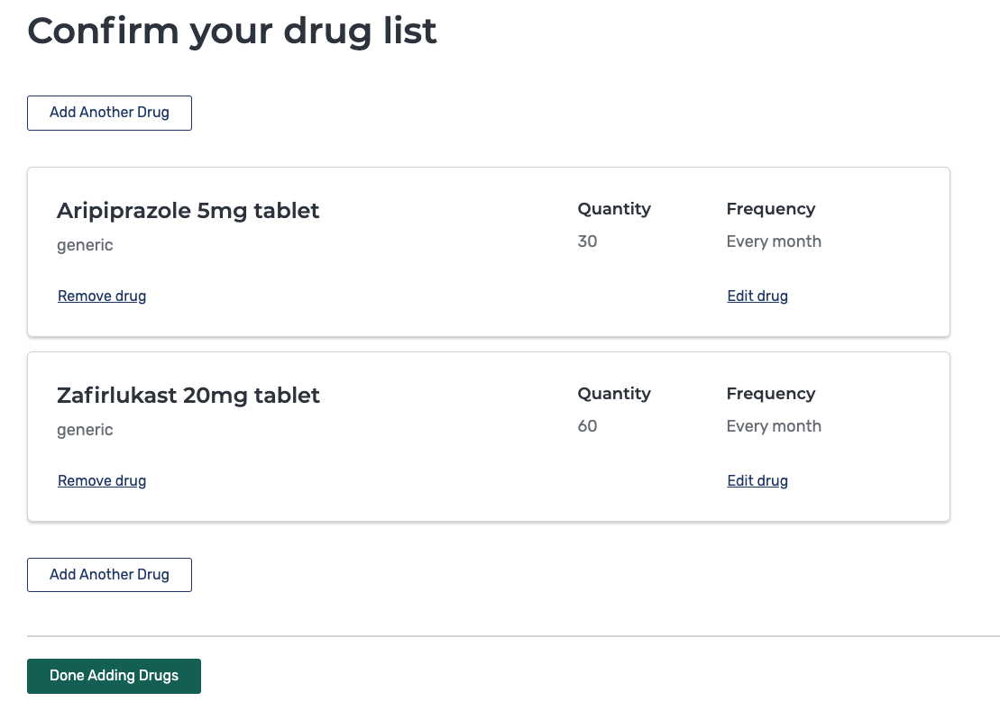 Confirm your drug list
Add Another Drug
Aripiprazole 5mg tablet
generic
Quantity
30
Frequency
Every month
Remove drug
Edit drug
Zafirlukast 20mg tablet
generic
Quantity
60
Frequency
Every month
Remove drug
Edit drug
Add Another Drug
Done Adding Drugs